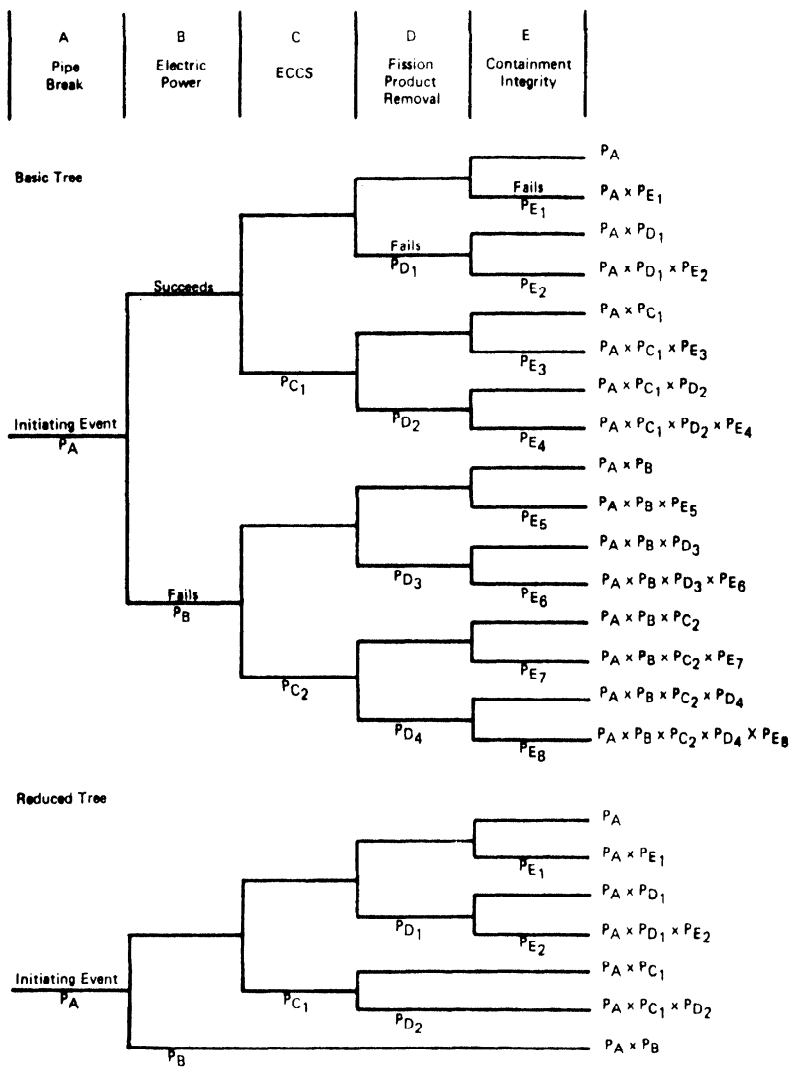 A B C D E
Pipe Break Electric Power ECCS Fission Product Removal Containment Integrity
Basic Tree
P_A
Fails
P_E1
P_A × P_E1
P_A × P_D1
Fails
P_D1
P_E2
P_A × P_D1 × P_E2
Succeeds
P_A × P_C1
P_E3
P_A × P_C1 × P_E3
P_C1
P_A × P_C1 × P_D2
P_D2
P_E4
P_A × P_C1 × P_D2 × P_E4
Initiating Event
P_A
P_A × P_B
P_E5
P_A × P_B × P_E5
P_A × P_B × P_D3
P_D3
P_E6
P_A × P_B × P_D3 × P_E6
Fails
P_B
P_A × P_B × P_C2
P_E7
P_A × P_B × P_C2 × P_E7
P_C2
P_A × P_B × P_C2 × P_D4
P_D4
P_E8
P_A × P_B × P_C2 × P_D4 × P_E8
Reduced Tree
P_A
P_E1
P_A × P_E1
P_A × P_D1
P_D1
P_E2
P_A × P_D1 × P_E2
Initiating Event
P_A
P_C1
P_A × P_C1
P_D2
P_A × P_C1 × P_D2
P_B
P_A × P_B